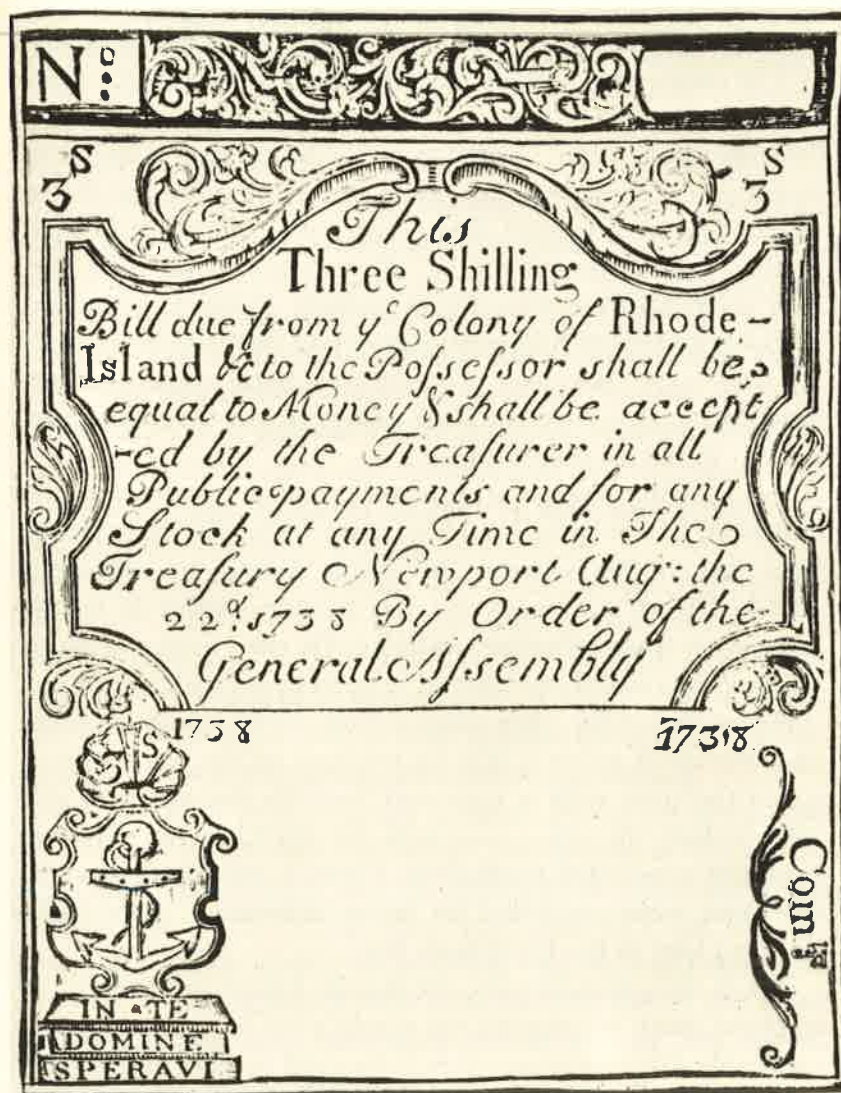 No:
3S 3S
This
Three Shilling
Bill due from ye Colony of Rhode-
Island &c to the Poſseſsor shall be
equal to Money & shall be accept
-ed by the Treaſurer in all
Public payments and for any
Stock at any Time in The
Treaſury Newport Aug: the
22d. 1738 By Order of the
General Aſsembly
1738 1738
3 S
Comtee
IN TE
DOMINE
SPERAVI